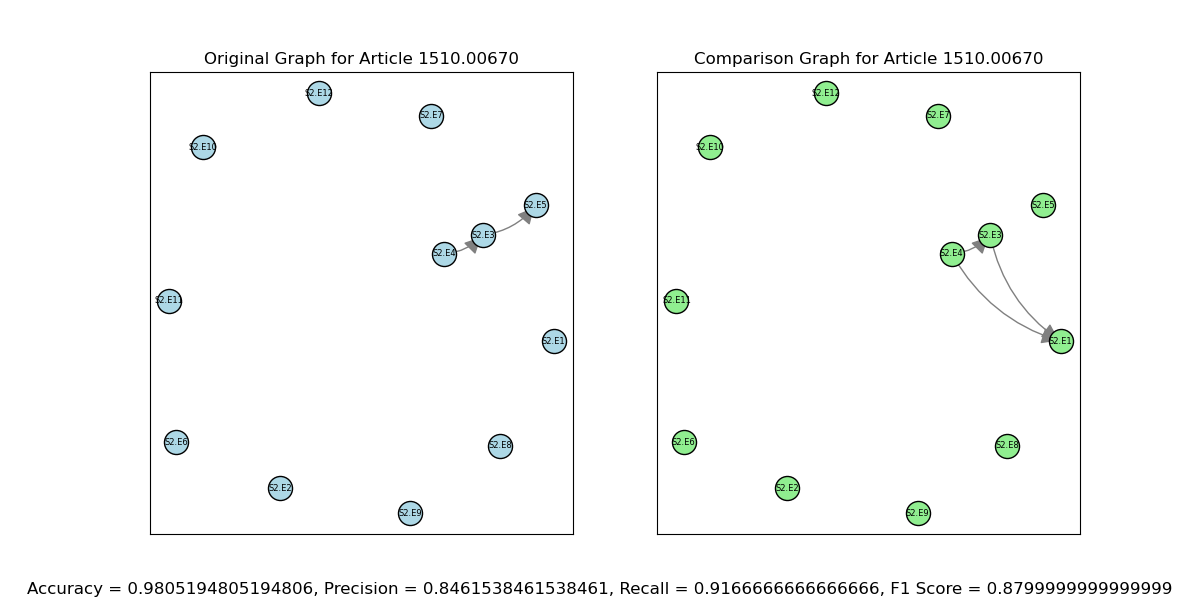 Original Graph for Article 1510.00670
Comparison Graph for Article 1510.00670
S2.E12
S2.E7
S2.E10
S2.E5
S2.E3
S2.E4
S2.E11
S2.E1
S2.E6
S2.E8
S2.E2
S2.E9
S2.E12
S2.E7
S2.E10
S2.E5
S2.E3
S2.E4
S2.E11
S2.E1
S2.E6
S2.E8
S2.E2
S2.E9
Accuracy = 0.9805194805194806, Precision = 0.8461538461538461, Recall = 0.9166666666666666, F1 Score = 0.8799999999999999